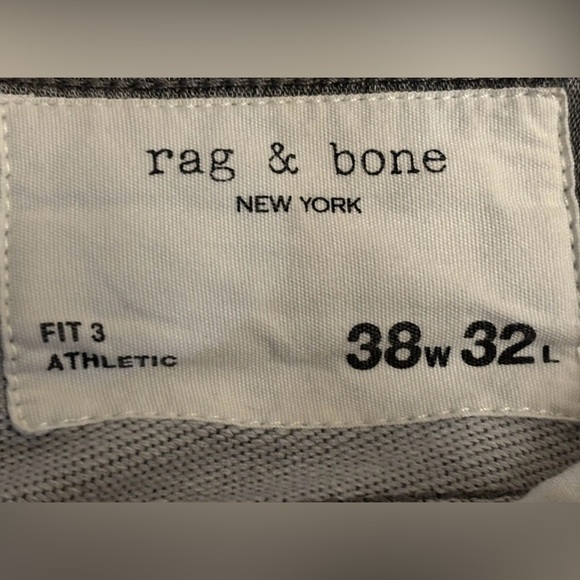 rag & bone
NEW YORK
FIT 3
ATHLETIC
38W 32L